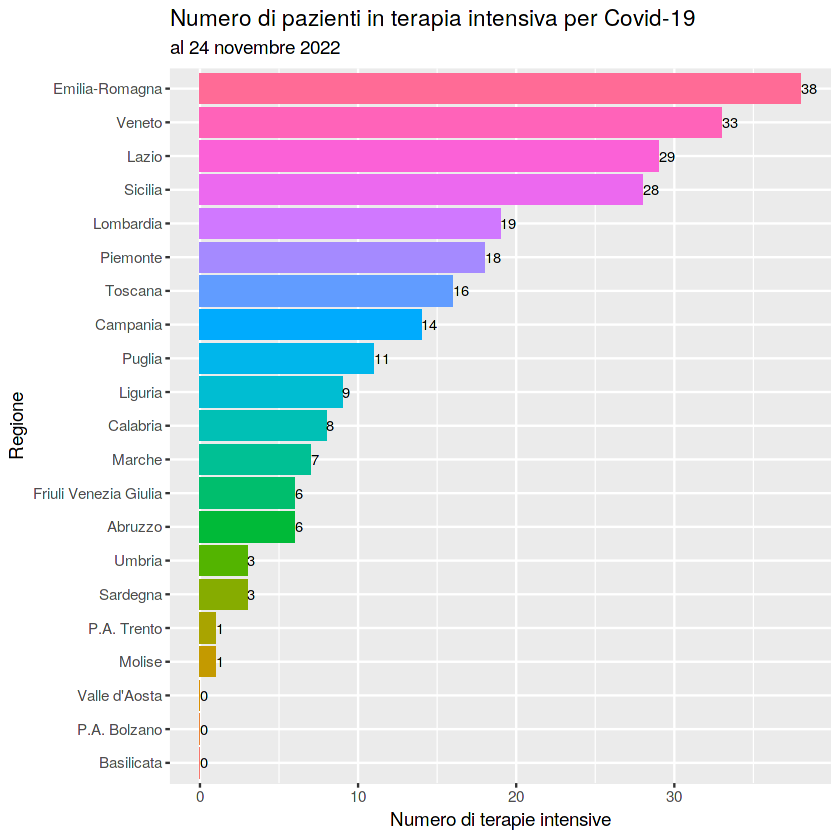 Numero di pazienti in terapia intensiva per Covid-19
al 24 novembre 2022
Regione
Emilia-Romagna 38
Veneto 33
Lazio 29
Sicilia 28
Lombardia 19
Piemonte 18
Toscana 16
Campania 14
Puglia 11
Liguria 9
Calabria 8
Marche 7
Friuli Venezia Giulia 6
Abruzzo 6
Umbria 3
Sardegna 3
P.A. Trento 1
Molise 1
Valle d'Aosta 0
P.A. Bolzano 0
Basilicata 0
0 10 20 30
Numero di terapie intensive